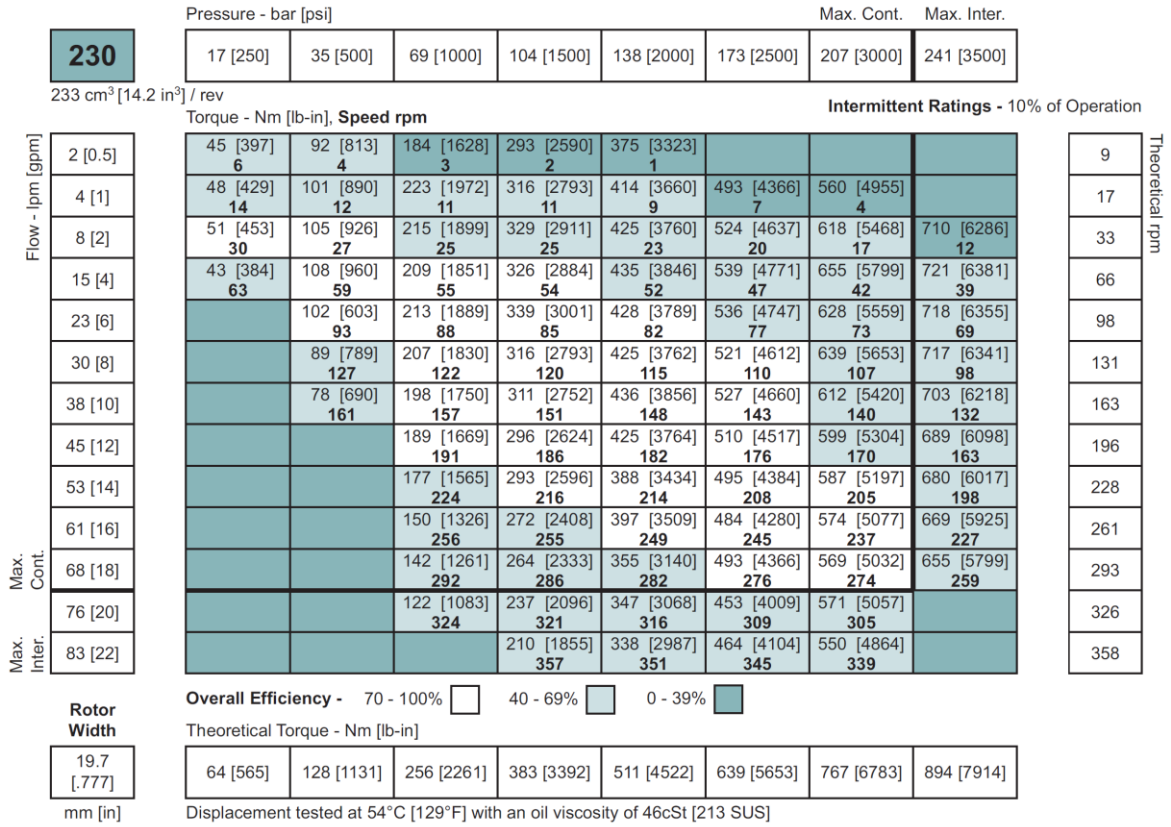 Pressure - bar [psi] Max. Cont. Max. Inter.
230 17 [250] 35 [500] 69 [1000] 104 [1500] 138 [2000] 173 [2500] 207 [3000] 241 [3500]
233 cm³ [14.2 in³] / rev
Torque - Nm [lb-in], Speed rpm Intermittent Ratings - 10% of Operation
Flow - lpm [gpm]
Theoretical rpm
2 [0.5] 45 [397] 92 [813] 184 [1628] 293 [2590] 375 [3323] 9
6 4 3 2 1
4 [1] 48 [429] 101 [890] 223 [1972] 316 [2793] 414 [3660] 493 [4366] 560 [4955] 17
14 12 11 11 9 7 4
8 [2] 51 [453] 105 [926] 215 [1899] 329 [2911] 425 [3760] 524 [4637] 618 [5468] 710 [6286] 33
30 27 25 25 23 20 17 12
15 [4] 43 [384] 108 [960] 209 [1851] 326 [2884] 435 [3846] 539 [4771] 655 [5799] 721 [6381] 66
63 59 55 54 52 47 42 39
23 [6] 102 [603] 213 [1889] 339 [3001] 428 [3789] 536 [4747] 628 [5559] 718 [6355] 98
93 88 85 82 77 73 69
30 [8] 89 [789] 207 [1830] 316 [2793] 425 [3762] 521 [4612] 639 [5653] 717 [6341] 131
127 122 120 115 110 107 98
38 [10] 78 [690] 198 [1750] 311 [2752] 436 [3856] 527 [4660] 612 [5420] 703 [6218] 163
161 157 151 148 143 140 132
45 [12] 189 [1669] 296 [2624] 425 [3764] 510 [4517] 599 [5304] 689 [6098] 196
191 186 182 176 170 163
53 [14] 177 [1565] 293 [2596] 388 [3434] 495 [4384] 587 [5197] 680 [6017] 228
224 216 214 208 205 198
61 [16] 150 [1326] 272 [2408] 397 [3509] 484 [4280] 574 [5077] 669 [5925] 261
256 255 249 245 237 227
Max. Cont.
68 [18] 142 [1261] 264 [2333] 355 [3140] 493 [4366] 569 [5032] 655 [5799] 293
292 286 282 276 274 259
76 [20] 122 [1083] 237 [2096] 347 [3068] 453 [4009] 571 [5057] 326
324 321 316 309 305
Max. Inter.
83 [22] 210 [1855] 338 [2987] 464 [4104] 550 [4864] 358
357 351 345 339
Overall Efficiency - 70 - 100% 40 - 69% 0 - 39%
Rotor
Width
Theoretical Torque - Nm [lb-in]
19.7
[.777]
64 [565] 128 [1131] 256 [2261] 383 [3392] 511 [4522] 639 [5653] 767 [6783] 894 [7914]
mm [in] Displacement tested at 54°C [129°F] with an oil viscosity of 46cSt [213 SUS]